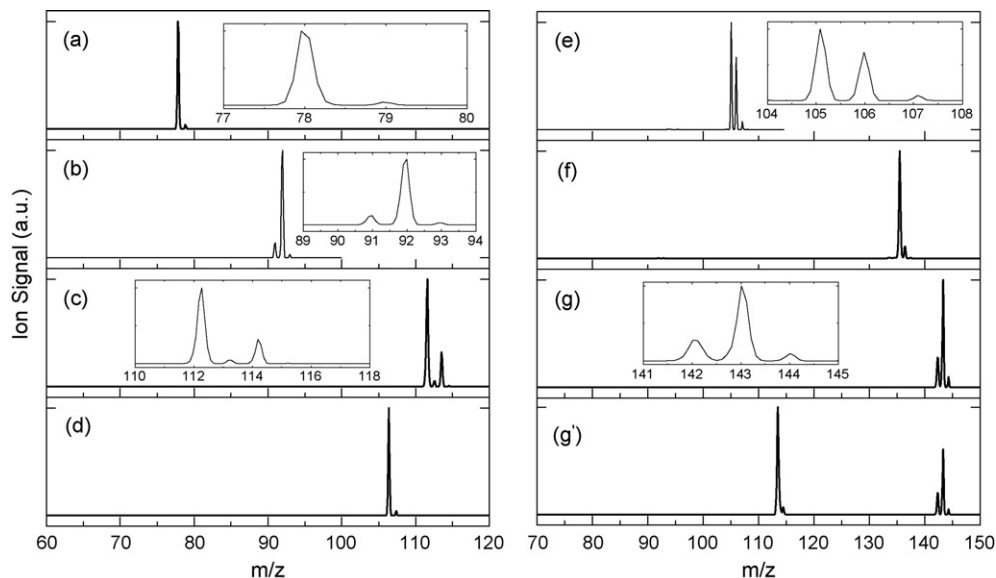 Ion Signal (a.u.)
(a)
77 78 79 80
(b)
89 90 91 92 93 94
(c)
110 112 114 116 118
(d)
60 70 80 90 100 110 120
m/z
(e)
104 105 106 107 108
(f)
(g)
141 142 143 144 145
(g')
70 80 90 100 110 120 130 140 150
m/z